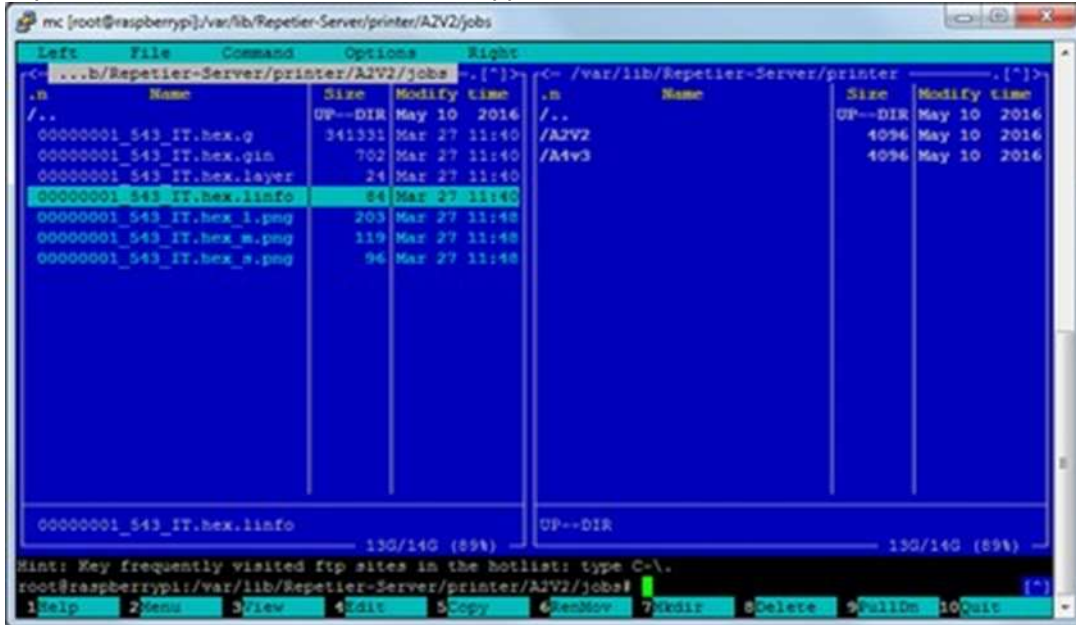 mc [root@raspberrypi]:/var/lib/Repetier-Server/printer/A2V2/jobs
Left File Command Options Right
<- ...b/Repetier-Server/printer/A2V2/jobs -.[^]> <- /var/lib/Repetier-Server/printer .[^]>
.n Name Size Modify time .n Name Size Modify time
/.. UP--DIR May 10 2016 /.. UP--DIR May 10 2016
00000001_543_IT.hex.g 341331 Mar 27 11:40 /A2V2 4096 May 10 2016
00000001_543_IT.hex.gin 702 Mar 27 11:40 /A4v3 4096 May 10 2016
00000001_543_IT.hex.layer 24 Mar 27 11:40
00000001_543_IT.hex.linfo 84 Mar 27 11:40
00000001_543_IT.hex_l.png 203 Mar 27 11:48
00000001_543_IT.hex_m.png 119 Mar 27 11:48
00000001_543_IT.hex_s.png 96 Mar 27 11:48
00000001_543_IT.hex.linfo UP--DIR
13G/14G (89%) 13G/14G (89%)
Hint: Key frequently visited ftp sites in the hotlist: type C-\.
root@raspberrypi:/var/lib/Repetier-Server/printer/A2V2/jobs# [^]
1Help 2Menu 3View 4Edit 5Copy 6RenMov 7Mkdir 8Delete 9PullDn 10Quit